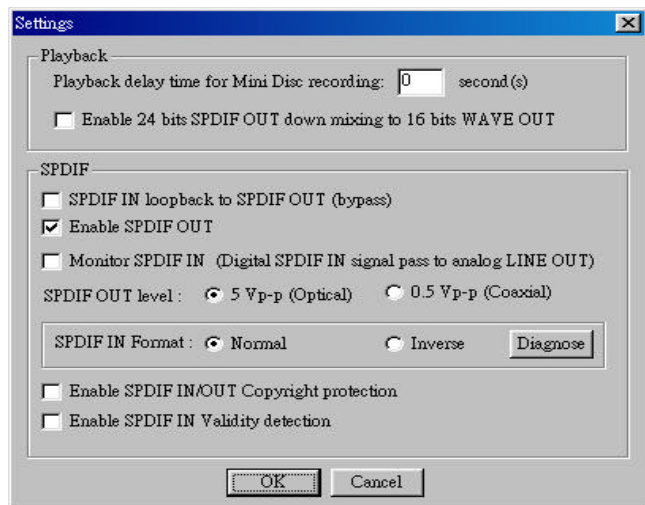 Settings
Playback
Playback delay time for Mini Disc recording: 0 second(s)
Enable 24 bits SPDIF OUT down mixing to 16 bits WAVE OUT
SPDIF
SPDIF IN loopback to SPDIF OUT (bypass)
Enable SPDIF OUT
Monitor SPDIF IN (Digital SPDIF IN signal pass to analog LINE OUT)
SPDIF OUT level : 5 Vp-p (Optical) 0.5 Vp-p (Coaxial)
SPDIF IN Format : Normal Inverse Diagnose
Enable SPDIF IN/OUT Copyright protection
Enable SPDIF IN Validity detection
OK Cancel